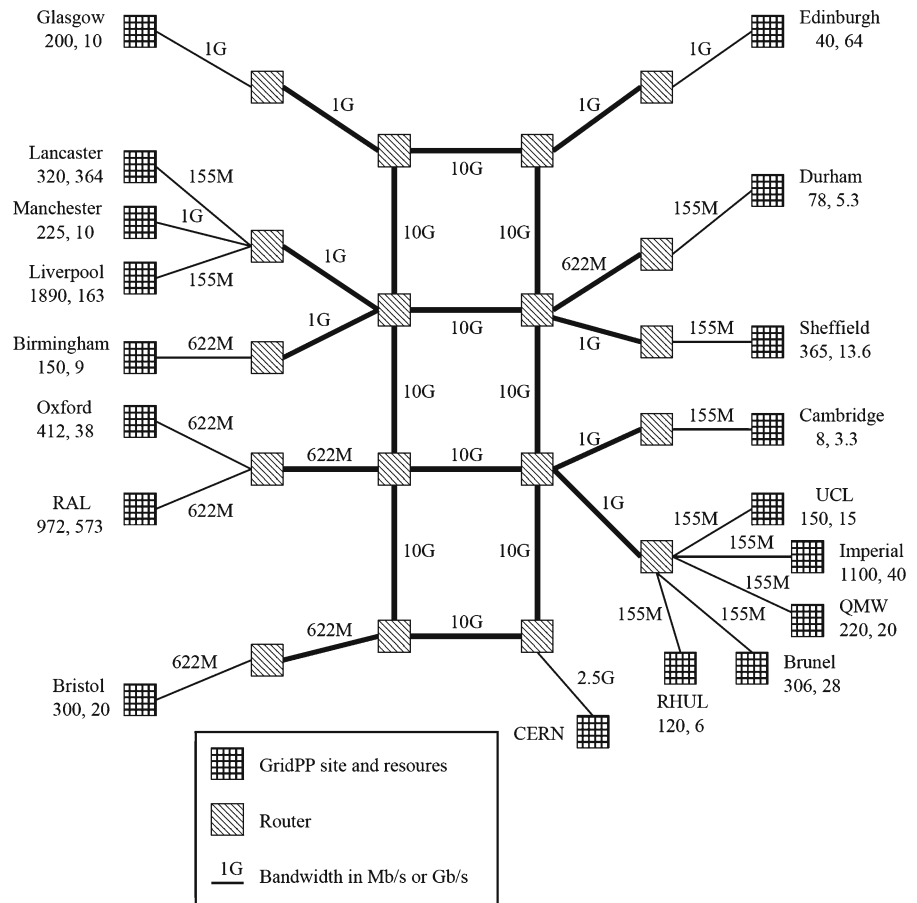 Glasgow
200, 10
1G
1G
Edinburgh
40, 64
1G
1G
10G
Lancaster
320, 364
155M
Manchester
225, 10
1G
Liverpool
1890, 163
155M
1G
10G
10G
Durham
78, 5.3
155M
622M
Birmingham
150, 9
622M
1G
10G
1G
155M
Sheffield
365, 13.6
Oxford
412, 38
622M
10G
10G
RAL
972, 573
622M
622M
10G
1G
155M
Cambridge
8, 3.3
1G
155M
UCL
150, 15
155M
Imperial
1100, 40
155M
QMW
220, 20
155M
Brunel
306, 28
155M
RHUL
120, 6
10G
10G
Bristol
300, 20
622M
622M
10G
2.5G
CERN
GridPP site and resoures
Router
1G
Bandwidth in Mb/s or Gb/s